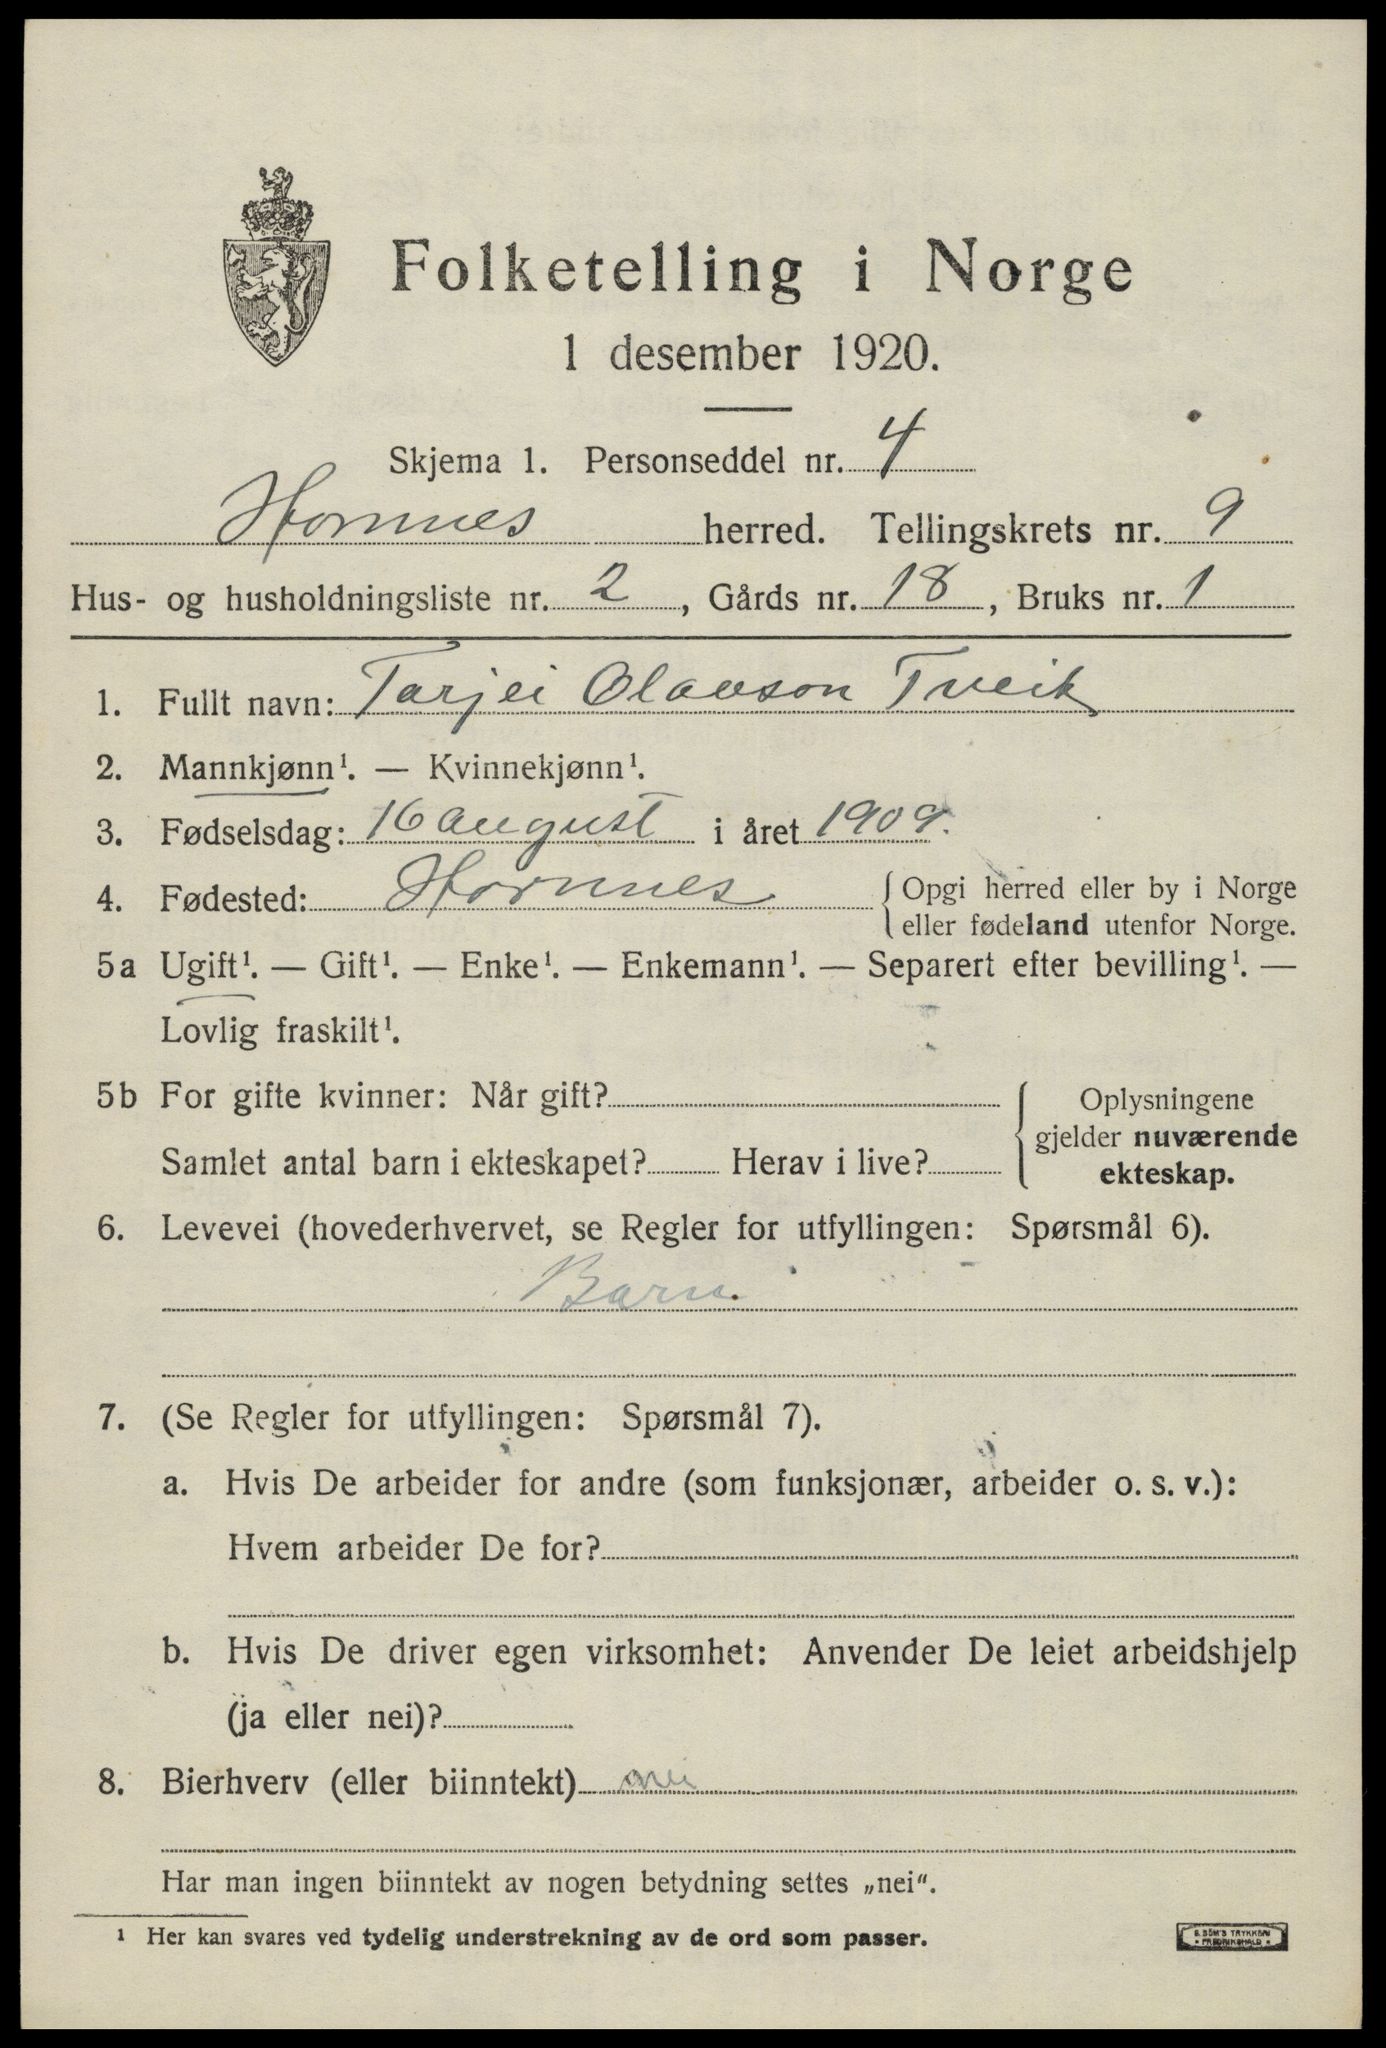 Folketelling i Norge
1 desember 1920.
Skjema 1. Personseddel nr. 4
Hornnes herred. Tellingskrets nr. 9
Hus- og husholdningsliste nr. 2, Gårds nr. 18, Bruks nr. 1
1. Fullt navn: Tarjei Olavson Tveit
2. Mannkjønn¹. — Kvinnekjønn¹.
3. Fødselsdag: 16 august i året 1909.
4. Fødested: Hornnes { Opgi herred eller by i Norge
eller fødeland utenfor Norge.
5a Ugift¹. — Gift¹. — Enke¹. — Enkemann¹. — Separert efter bevilling¹. —
Lovlig fraskilt¹.
5b For gifte kvinner: Når gift?
Samlet antal barn i ekteskapet? Herav i live?
{ Oplysningene
gjelder nuværende
ekteskap.
6. Levevei (hovederhvervet, se Regler for utfyllingen: Spørsmål 6).
Barn.
7. (Se Regler for utfyllingen: Spørsmål 7).
a. Hvis De arbeider for andre (som funksjonær, arbeider o. s. v.):
Hvem arbeider De for?
b. Hvis De driver egen virksomhet: Anvender De leiet arbeidshjelp
(ja eller nei)?
8. Bierhverv (eller biinntekt) nei
Har man ingen biinntekt av nogen betydning settes „nei".
¹ Her kan svares ved tydelig understrekning av de ord som passer.
E. SEM'S TRYKKERI
* FREDRIKSHALD *